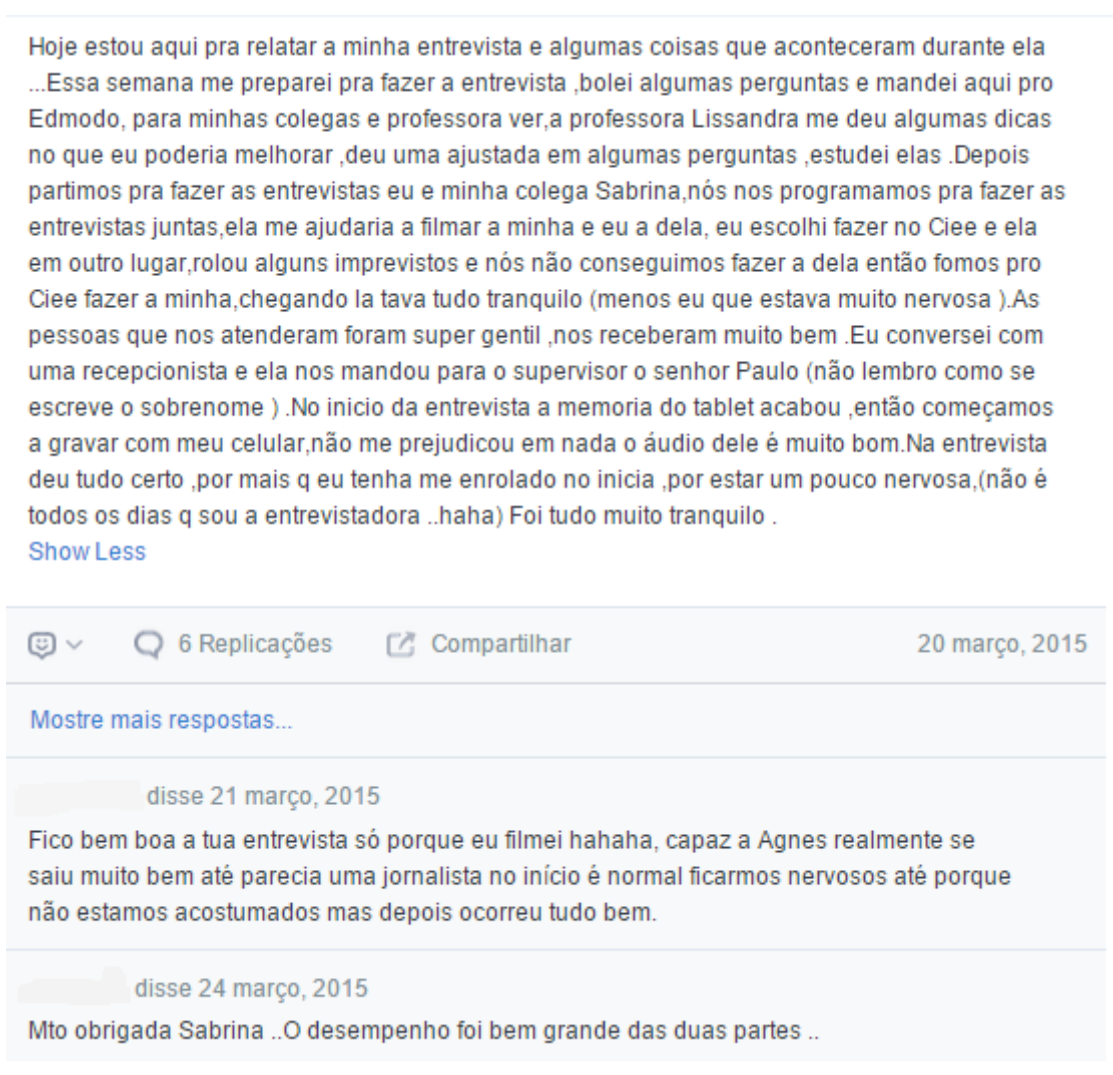 Hoje estou aqui pra relatar a minha entrevista e algumas coisas que aconteceram durante ela
...Essa semana me preparei pra fazer a entrevista ,bolei algumas perguntas e mandei aqui pro
Edmodo, para minhas colegas e professora ver,a professora Lissandra me deu algumas dicas
no que eu poderia melhorar ,deu uma ajustada em algumas perguntas ,estudei elas .Depois
partimos pra fazer as entrevistas eu e minha colega Sabrina,nós nos programamos pra fazer as
entrevistas juntas,ela me ajudaria a filmar a minha e eu a dela, eu escolhi fazer no Ciee e ela
em outro lugar,rolou alguns imprevistos e nós não conseguimos fazer a dela então fomos pro
Ciee fazer a minha,chegando la tava tudo tranquilo (menos eu que estava muito nervosa ).As
pessoas que nos atenderam foram super gentil ,nos receberam muito bem .Eu conversei com
uma recepcionista e ela nos mandou para o supervisor o senhor Paulo (não lembro como se
escreve o sobrenome ) .No inicio da entrevista a memoria do tablet acabou ,então começamos
a gravar com meu celular,não me prejudicou em nada o áudio dele é muito bom.Na entrevista
deu tudo certo ,por mais q eu tenha me enrolado no inicia ,por estar um pouco nervosa,(não é
todos os dias q sou a entrevistadora ..haha) Foi tudo muito tranquilo .
Show Less
6 Replicações Compartilhar 20 março, 2015
Mostre mais respostas...
disse 21 março, 2015
Fico bem boa a tua entrevista só porque eu filmei hahaha, capaz a Agnes realmente se
saiu muito bem até parecia uma jornalista no início é normal ficarmos nervosos até porque
não estamos acostumados mas depois ocorreu tudo bem.
disse 24 março, 2015
Mto obrigada Sabrina ..O desempenho foi bem grande das duas partes ..